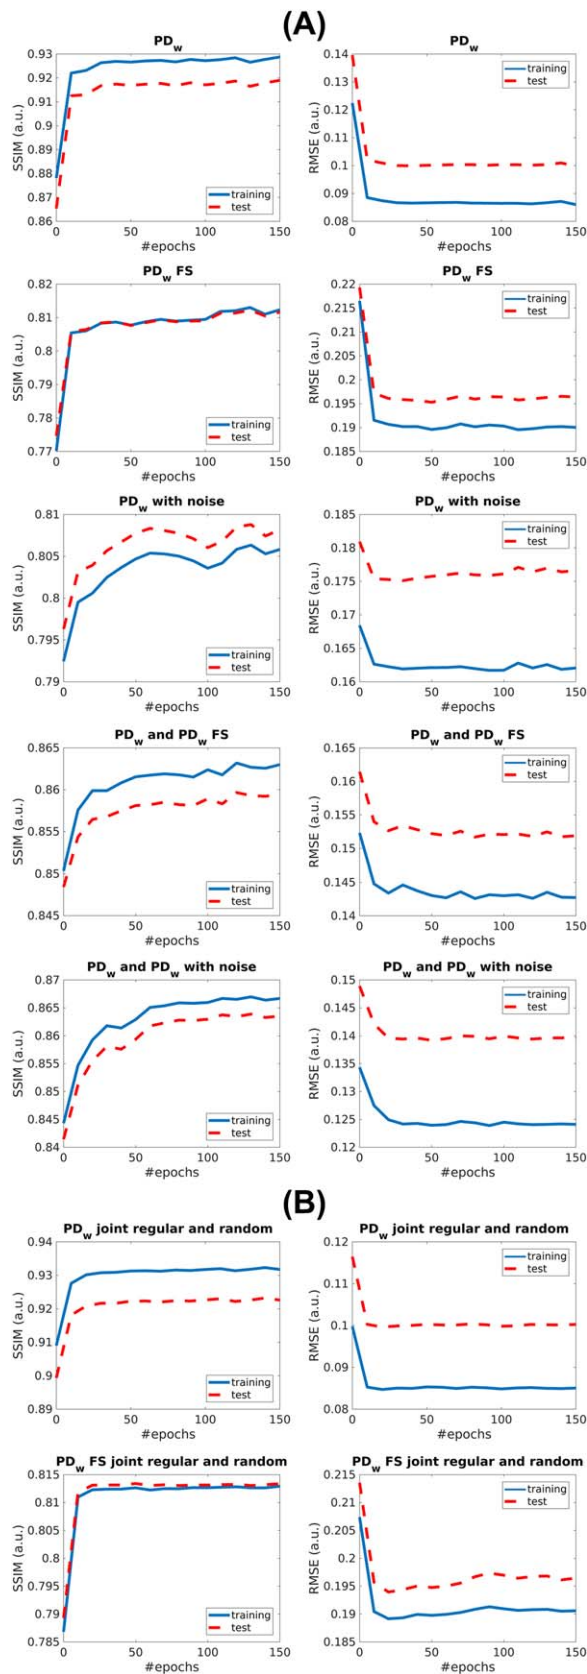 (A)
PDw PDw
0.93 0.92 0.91 0.9 0.89 0.88 0.87 0.86
SSIM (a.u.)
training
test
0 50 100 150
#epochs
0.14 0.13 0.12 0.11 0.1 0.09 0.08
RMSE (a.u.)
training
test
0 50 100 150
#epochs
PDw FS PDw FS
0.82 0.81 0.8 0.79 0.78 0.77
SSIM (a.u.)
training
test
0 50 100 150
#epochs
0.22 0.215 0.21 0.205 0.2 0.195 0.19 0.185
RMSE (a.u.)
training
test
0 50 100 150
#epochs
PDw with noise PDw with noise
0.81 0.805 0.8 0.795 0.79
SSIM (a.u.)
training
test
0 50 100 150
#epochs
0.185 0.18 0.175 0.17 0.165 0.16
RMSE (a.u.)
training
test
0 50 100 150
#epochs
PDw and PDw FS PDw and PDw FS
0.865 0.86 0.855 0.85 0.845
SSIM (a.u.)
training
test
0 50 100 150
#epochs
0.165 0.16 0.155 0.15 0.145 0.14
RMSE (a.u.)
training
test
0 50 100 150
#epochs
PDw and PDw with noise PDw and PDw with noise
0.87 0.865 0.86 0.855 0.85 0.845 0.84
SSIM (a.u.)
training
test
0 50 100 150
#epochs
0.15 0.145 0.14 0.135 0.13 0.125 0.12
RMSE (a.u.)
training
test
0 50 100 150
#epochs
(B)
PDw joint regular and random PDw joint regular and random
0.94 0.93 0.92 0.91 0.9 0.89
SSIM (a.u.)
training
test
0 50 100 150
#epochs
0.12 0.11 0.1 0.09 0.08
RMSE (a.u.)
training
test
0 50 100 150
#epochs
PDw FS joint regular and random PDw FS joint regular and random
0.815 0.81 0.805 0.8 0.795 0.79 0.785
SSIM (a.u.)
training
test
0 50 100 150
#epochs
0.215 0.21 0.205 0.2 0.195 0.19 0.185
RMSE (a.u.)
training
test
0 50 100 150
#epochs